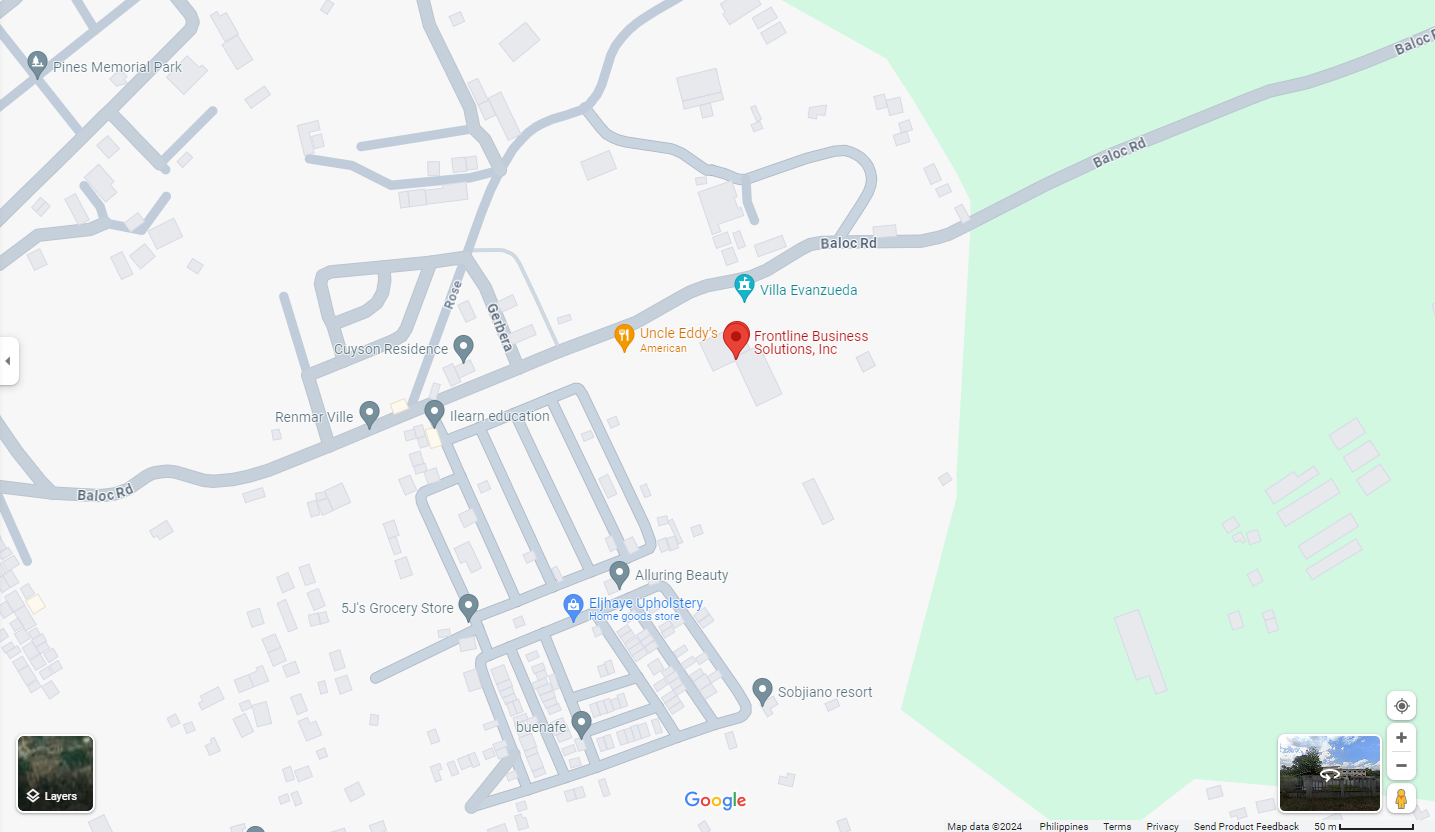 Baloc R
Pines Memorial Park
Baloc Rd
Baloc Rd
Villa Evanzueda
Rose
Gerbera
Uncle Eddy's
American
Frontline Business
Solutions, Inc
Cuyson Residence
Renmar Ville
Ilearn education
Baloc Rd
Alluring Beauty
5J's Grocery Store
Eljhaye Upholstery
Home goods store
Sobjiano resort
buenafe
Layers
Google
Map data ©2024 Philippines Terms Privacy Send Product Feedback 50 m